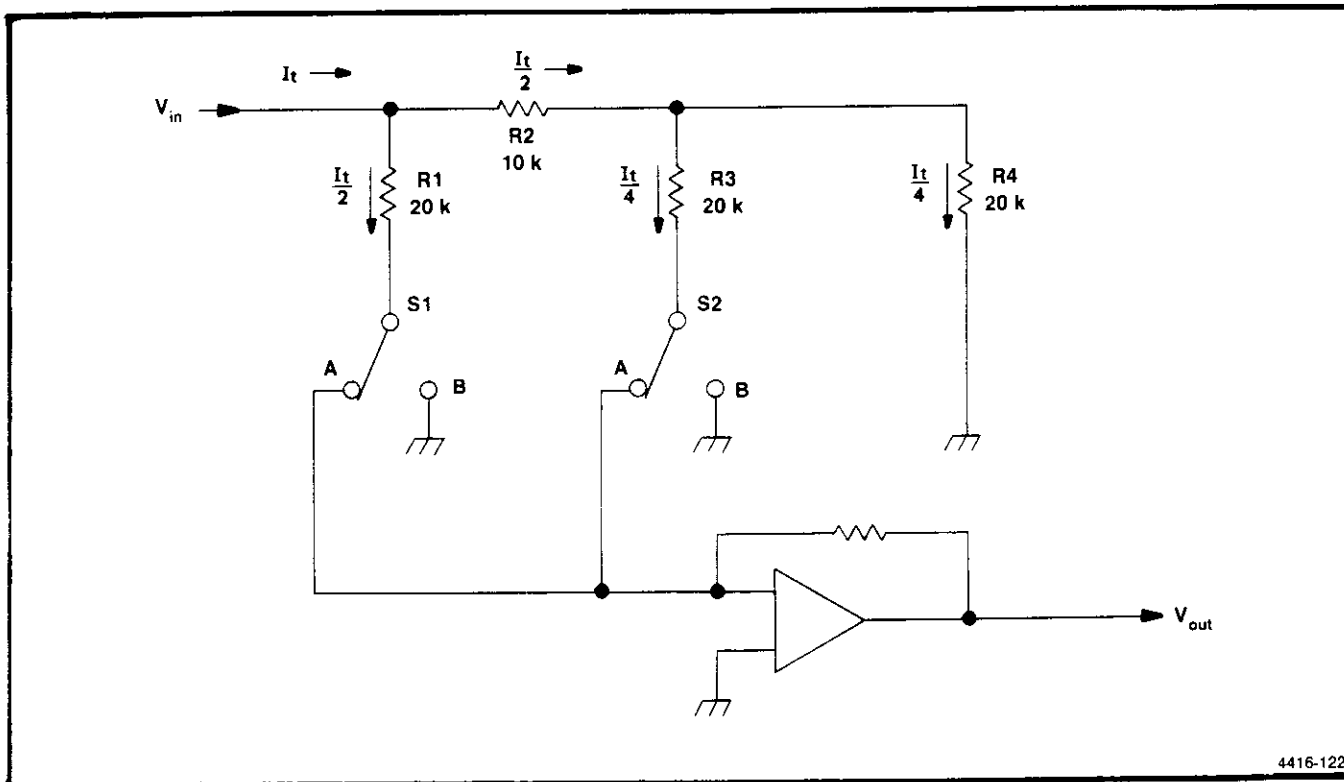 It
It/2
Vin
R2
10 k
It/2
R1
20 k
It/4
R3
20 k
It/4
R4
20 k
S1
S2
A
B
A
B
Vout
4416-122